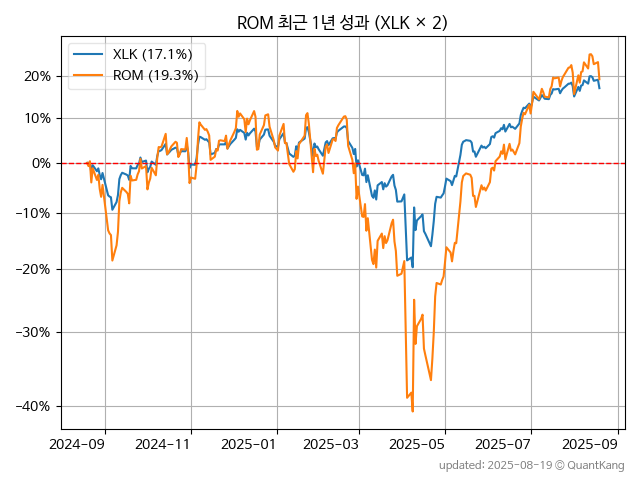 ROM 최근 1년 성과 (XLK × 2)
XLK (17.1%)
ROM (19.3%)
20%
10%
0%
−10%
−20%
−30%
−40%
2024-09 2024-11 2025-01 2025-03 2025-05 2025-07 2025-09
updated: 2025-08-19 © QuantKang